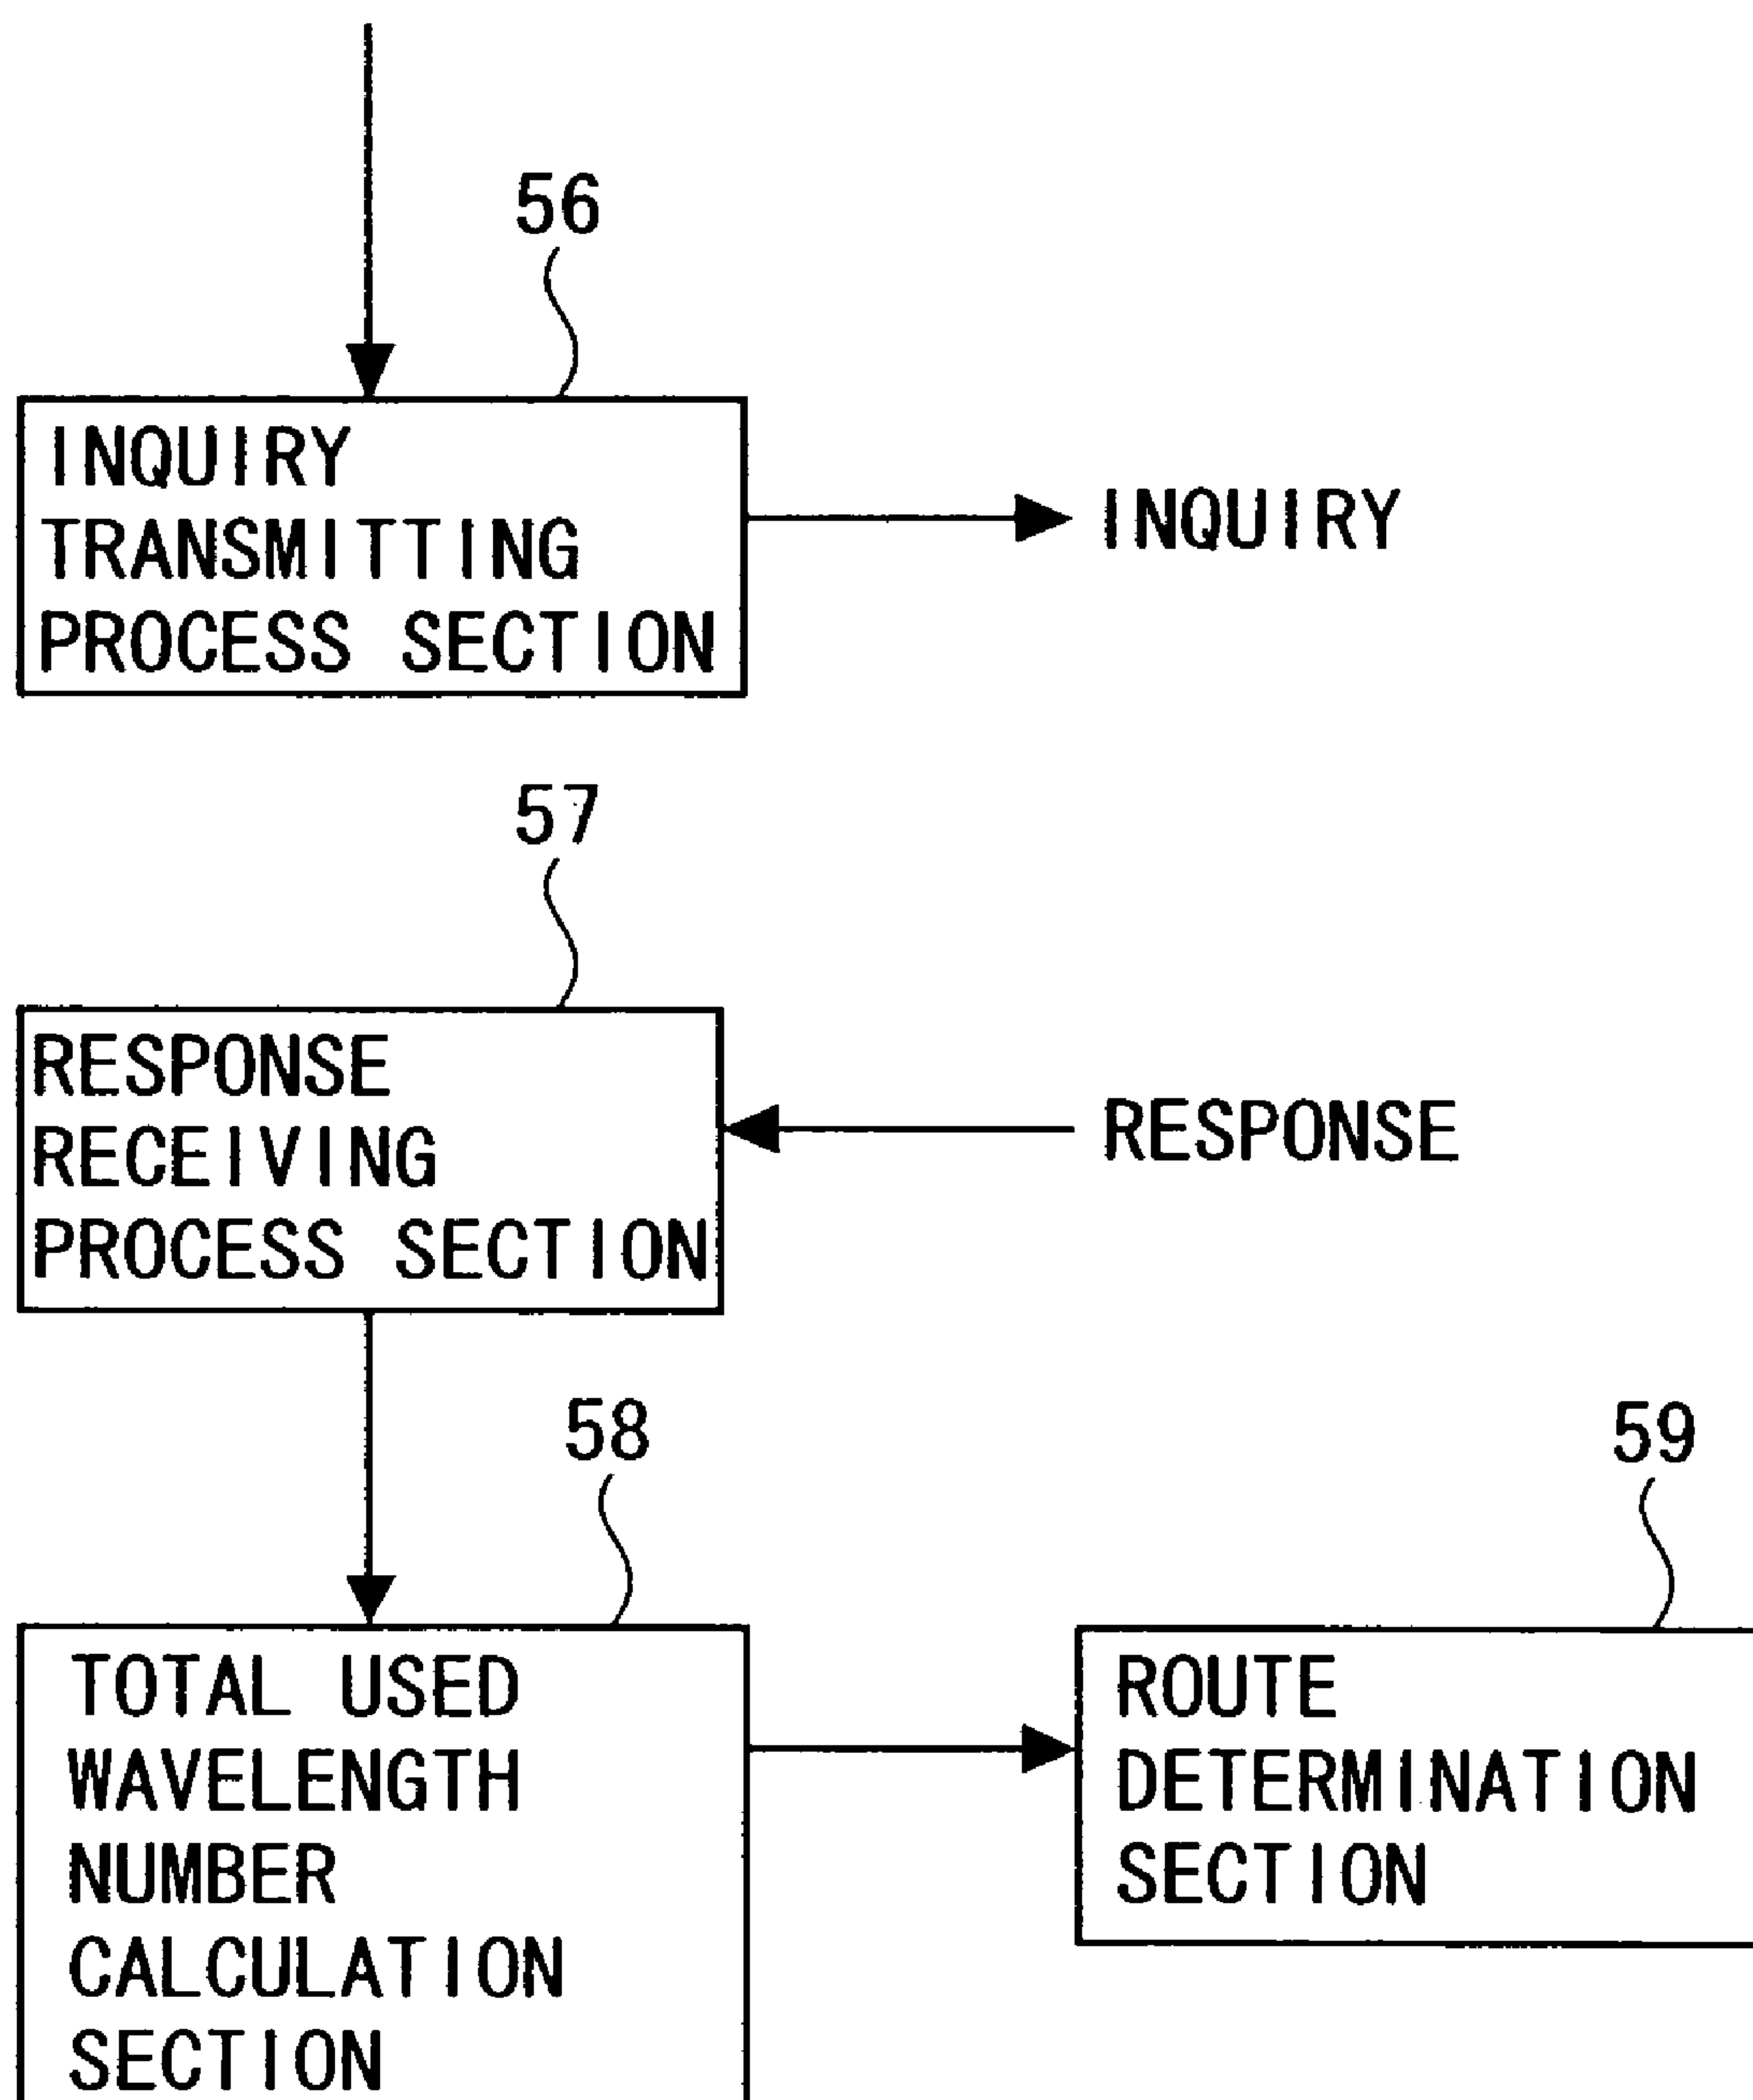 56
INQUIRY
TRANSMITTING
PROCESS SECTION
INQUIRY
57
RESPONSE
RECEIVING
PROCESS SECTION
RESPONSE
58
TOTAL USED
WAVELENGTH
NUMBER
CALCULATION
SECTION
59
ROUTE
DETERMINATION
SECTION